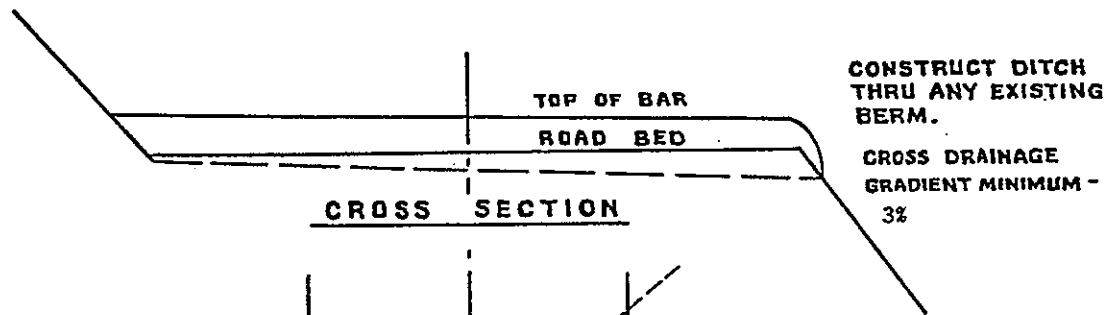 TOP OF BAR
ROAD BED
CROSS SECTION
CONSTRUCT DITCH
THRU ANY EXISTING
BERM.
CROSS DRAINAGE
GRADIENT MINIMUM -
3%